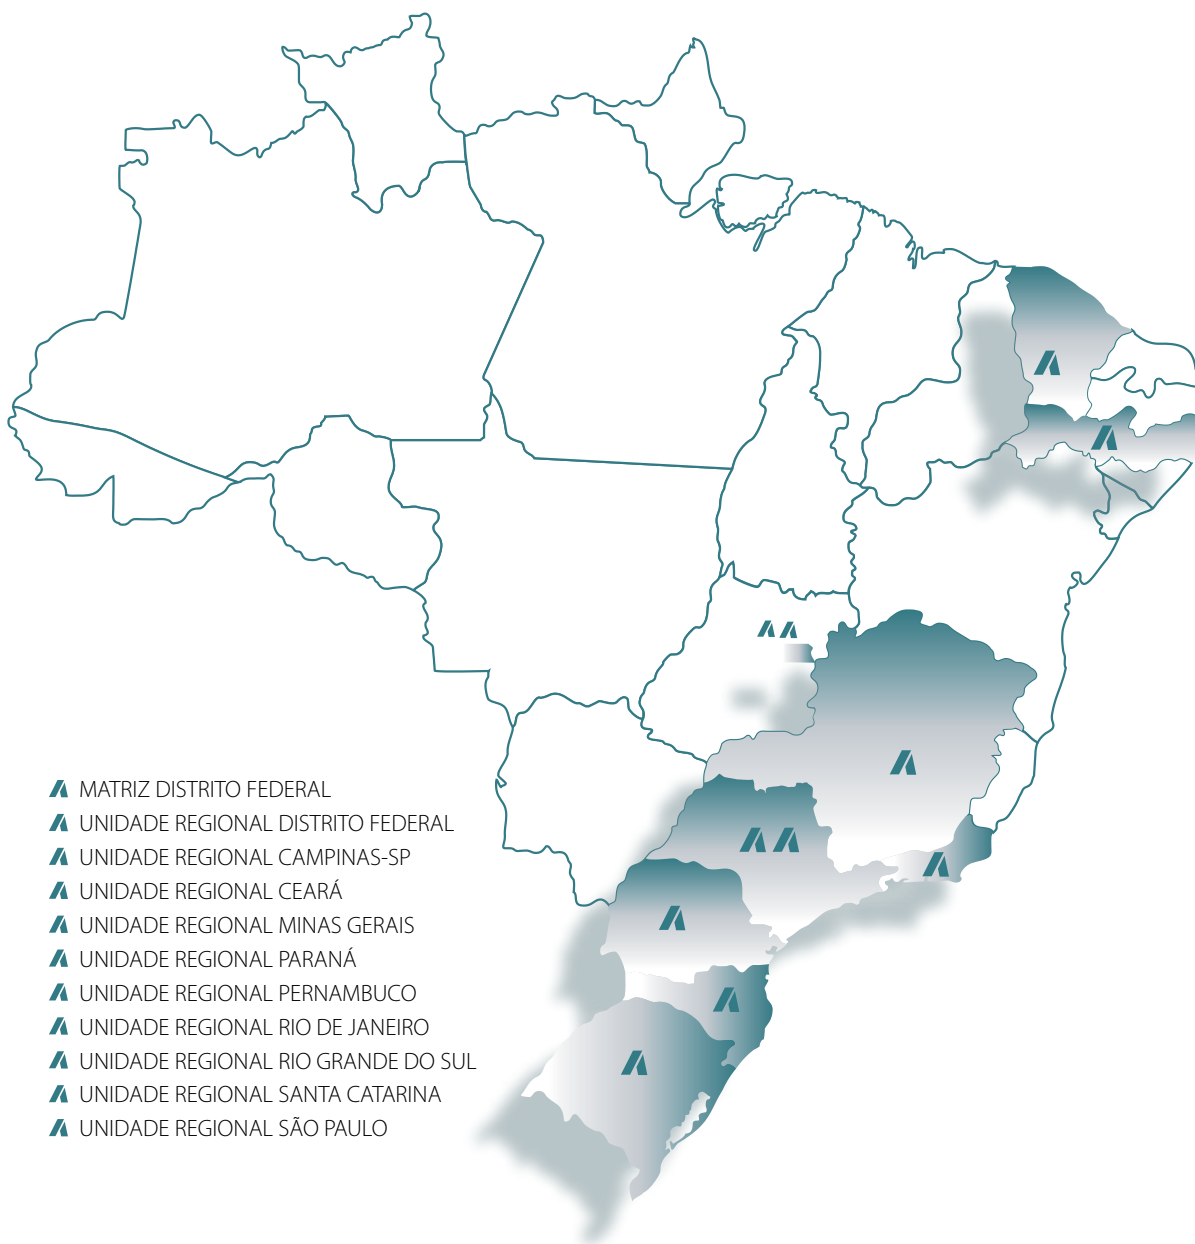 MATRIZ DISTRITO FEDERAL
UNIDADE REGIONAL DISTRITO FEDERAL
UNIDADE REGIONAL CAMPINAS-SP
UNIDADE REGIONAL CEARÁ
UNIDADE REGIONAL MINAS GERAIS
UNIDADE REGIONAL PARANÁ
UNIDADE REGIONAL PERNAMBUCO
UNIDADE REGIONAL RIO DE JANEIRO
UNIDADE REGIONAL RIO GRANDE DO SUL
UNIDADE REGIONAL SANTA CATARINA
UNIDADE REGIONAL SÃO PAULO